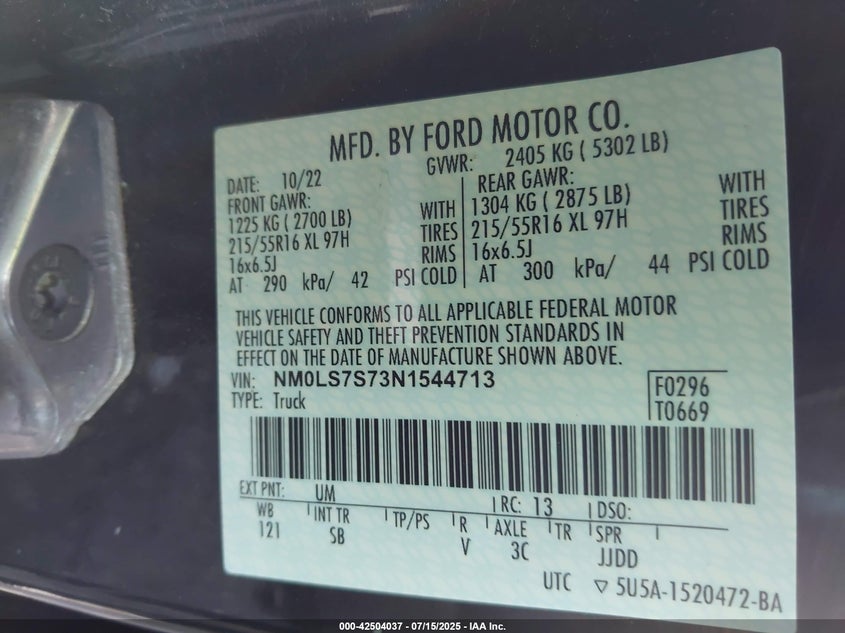 MFD. BY FORD MOTOR CO.
DATE: 10/22 GVWR: 2405 KG ( 5302 LB)
FRONT GAWR: REAR GAWR:
1225 KG ( 2700 LB) WITH 1304 KG ( 2875 LB) WITH
215/55R16 XL 97H TIRES 215/55R16 XL 97H TIRES
16x6.5J RIMS 16x6.5J RIMS
AT 290 kPa/ 42 PSI COLD AT 300 kPa/ 44 PSI COLD
THIS VEHICLE CONFORMS TO ALL APPLICABLE FEDERAL MOTOR
VEHICLE SAFETY AND THEFT PREVENTION STANDARDS IN
EFFECT ON THE DATE OF MANUFACTURE SHOWN ABOVE.
VIN: NM0LS7S73N1544713 F0296
TYPE: Truck T0669
EXT PNT: UM RC: 13 DSO:
WB INT TR TP/PS R AXLE TR SPR
121 SB V 3C JJDD
UTC ▽ 5U5A-1520472-BA
000-42504037 - 07/15/2025 - IAA Inc.